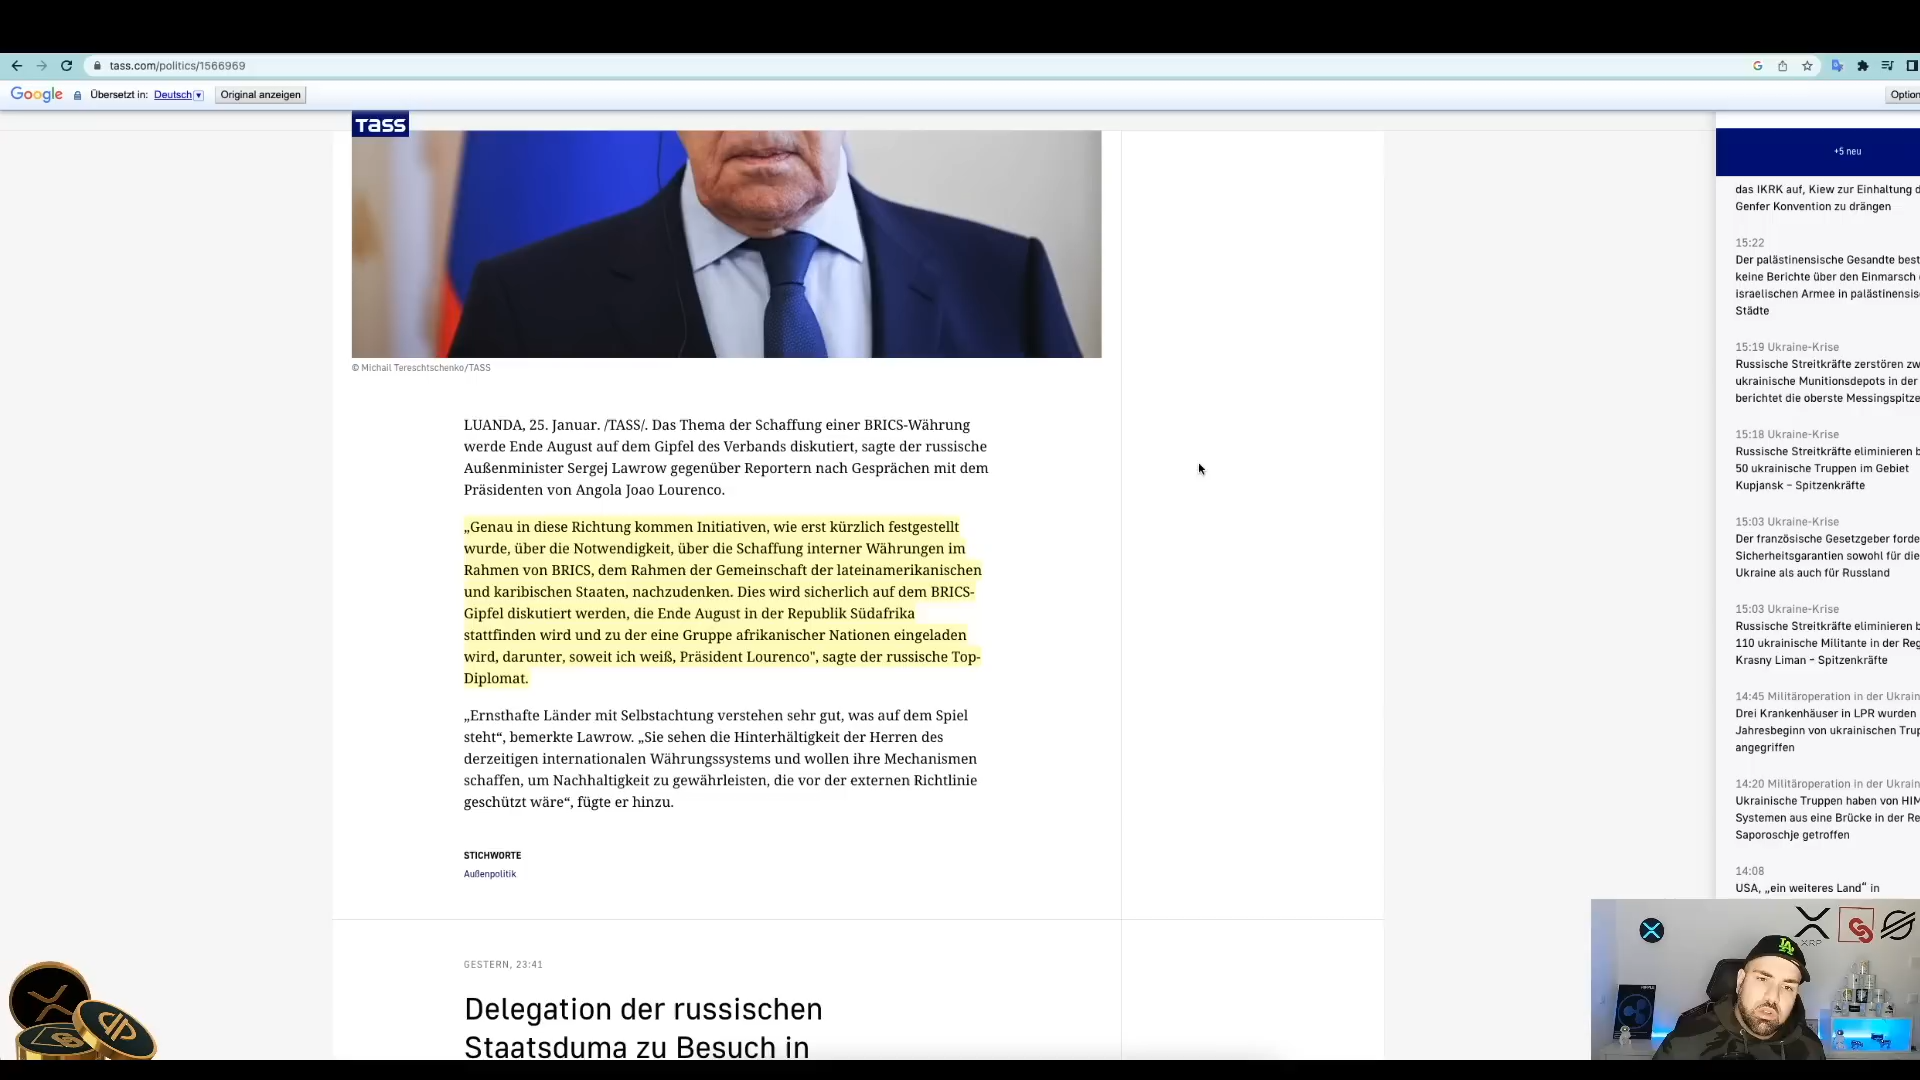 tass.com/politics/1566969
Google Übersetzt in: Deutsch Original anzeigen
TASS
© Michail Tereschtschenko/TASS
LUANDA, 25. Januar. /TASS/. Das Thema der Schaffung einer BRICS-Währung
werde Ende August auf dem Gipfel des Verbands diskutiert, sagte der russische
Außenminister Sergej Lawrow gegenüber Reportern nach Gesprächen mit dem
Präsidenten von Angola Joao Lourenco.
„Genau in diese Richtung kommen Initiativen, wie erst kürzlich festgestellt
wurde, über die Notwendigkeit, über die Schaffung interner Währungen im
Rahmen von BRICS, dem Rahmen der Gemeinschaft der lateinamerikanischen
und karibischen Staaten, nachzudenken. Dies wird sicherlich auf dem BRICS-
Gipfel diskutiert werden, die Ende August in der Republik Südafrika
stattfinden wird und zu der eine Gruppe afrikanischer Nationen eingeladen
wird, darunter, soweit ich weiß, Präsident Lourenco", sagte der russische Top-
Diplomat.
„Ernsthafte Länder mit Selbstachtung verstehen sehr gut, was auf dem Spiel
steht“, bemerkte Lawrow. „Sie sehen die Hinterhältigkeit der Herren des
derzeitigen internationalen Währungssystems und wollen ihre Mechanismen
schaffen, um Nachhaltigkeit zu gewährleisten, die vor der externen Richtlinie
geschützt wäre“, fügte er hinzu.
STICHWORTE
Außenpolitik
GESTERN, 23:41
Delegation der russischen
Staatsduma zu Besuch in
Option
+5 neu
das IKRK auf, Kiew zur Einhaltung d
Genfer Konvention zu drängen
15:22
Der palästinensische Gesandte best
keine Berichte über den Einmarsch
israelischen Armee in palästinensis
Städte
15:19 Ukraine-Krise
Russische Streitkräfte zerstören zw
ukrainische Munitionsdepots in der
berichtet die oberste Messingspitze
15:18 Ukraine-Krise
Russische Streitkräfte eliminieren b
50 ukrainische Truppen im Gebiet
Kupjansk – Spitzenkräfte
15:03 Ukraine-Krise
Der französische Gesetzgeber forde
Sicherheitsgarantien sowohl für die
Ukraine als auch für Russland
15:03 Ukraine-Krise
Russische Streitkräfte eliminieren b
110 ukrainische Militante in der Reg
Krasny Liman – Spitzenkräfte
14:45 Militäroperation in der Ukrain
Drei Krankenhäuser in LPR wurden
Jahresbeginn von ukrainischen Trup
angegriffen
14:20 Militäroperation in der Ukrain
Ukrainische Truppen haben von HIM
Systemen aus eine Brücke in der Re
Saporoschje getroffen
14:08
USA, „ein weiteres Land“ in
XRP
LA